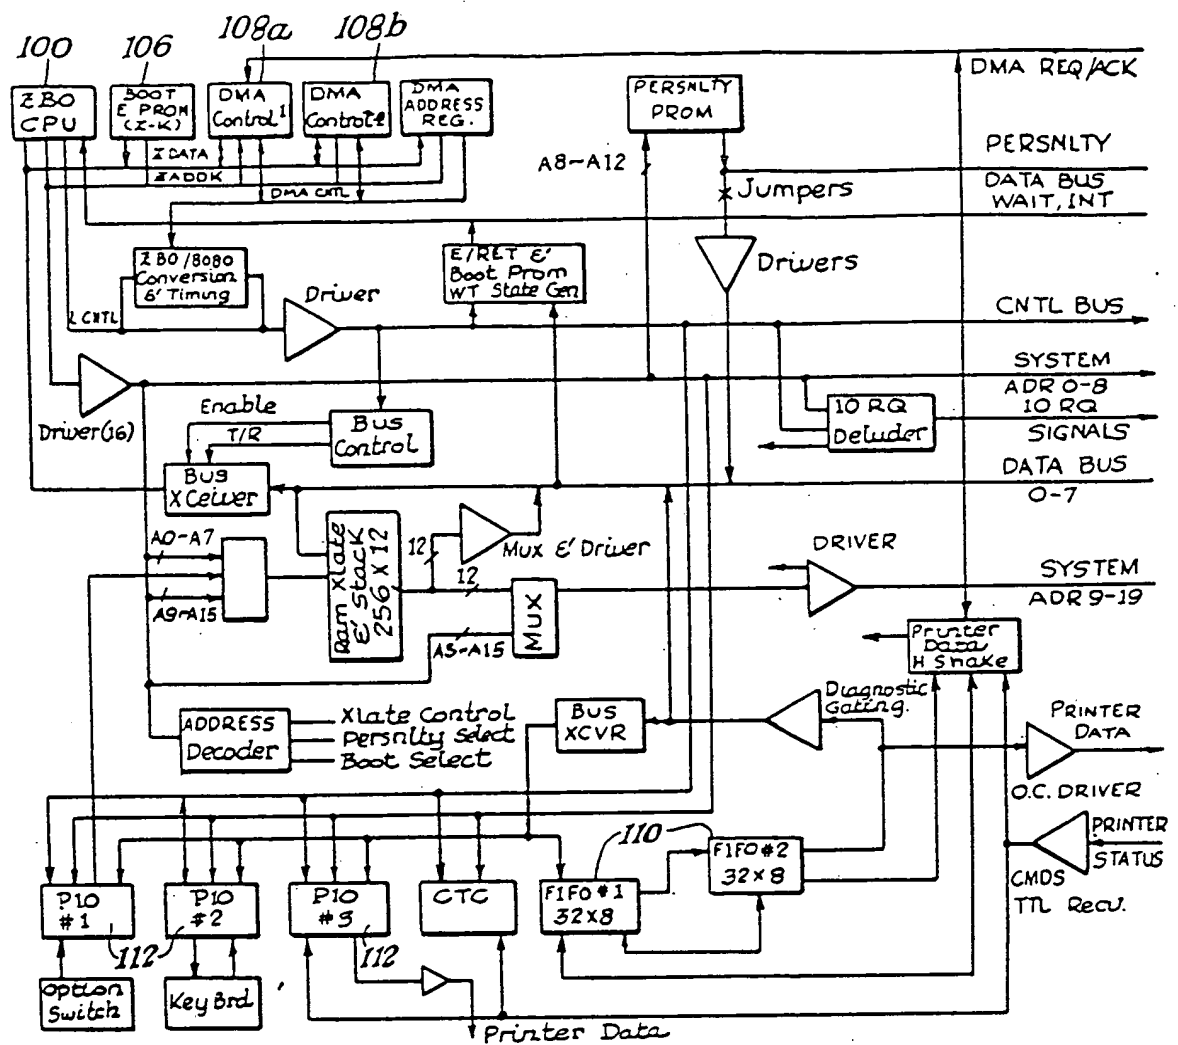 100
106
108a
108b
ZBO
CPU
BOOT
E PROM
(Z-K)
DMA
Control 1
DMA
Control 2
DMA
ADDRESS
REG.
PERSNLTY
PROM
DMA REQ/ACK
Z DATA
Z ADDR
DMA CNTL
A8-A12
PERSNLTY
DATA BUS
Jumpers
WAIT, INT
ZBO/8080
Conversion
& Timing
E/RET &
Boot Prom
WT State Gen
Drivers
Driver
Z CNTL
CNTL BUS
SYSTEM
ADR 0-8
Driver(16)
Enable
T/R
Bus
Control
IO RQ
Deluder
IO RQ
SIGNALS
Bus
XCeiver
DATA BUS
0-7
A0-A7
A9-A15
Ram Xlate
& Stack
256 X 12
12
Mux & Driver
12
MUX
A5-A15
DRIVER
SYSTEM
ADR 9-19
Printer
Data
H Snake
ADDRESS
Decoder
Xlate Control
Persnlty Select
Boot Select
Bus
XCVR
Diagnostic
Gating.
PRINTER
DATA
O.C. DRIVER
110
PRINTER
STATUS
CMDS
TTL Recv.
PIO
#1
PIO
#2
PIO
#3
CTC
FIFO #1
32X8
FIFO #2
32X8
112
112
Option
Switch
Key Brd
Printer Data